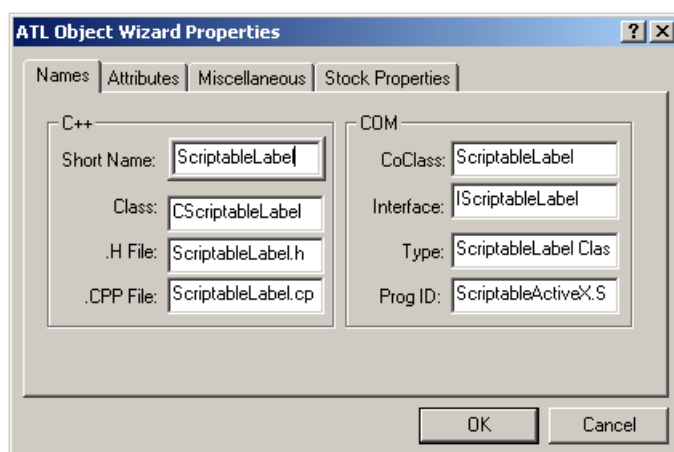 ATL Object Wizard Properties
Names Attributes Miscellaneous Stock Properties
C++
Short Name: ScriptableLabel
Class: CScriptableLabel
.H File: ScriptableLabel.h
.CPP File: ScriptableLabel.cp
COM
CoClass: ScriptableLabel
Interface: IScriptableLabel
Type: ScriptableLabel Clas
Prog ID: ScriptableActiveX.S
OK Cancel